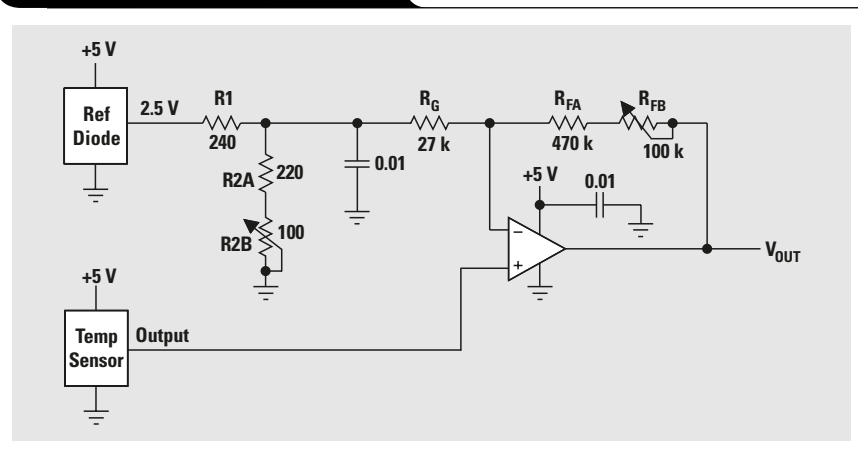 +5 V
Ref
Diode
2.5 V
R1
240
R2A
220
R2B
100
0.01
RG
27 k
RFA
470 k
RFB
100 k
+5 V
0.01
−
+
VOUT
+5 V
Temp
Sensor
Output